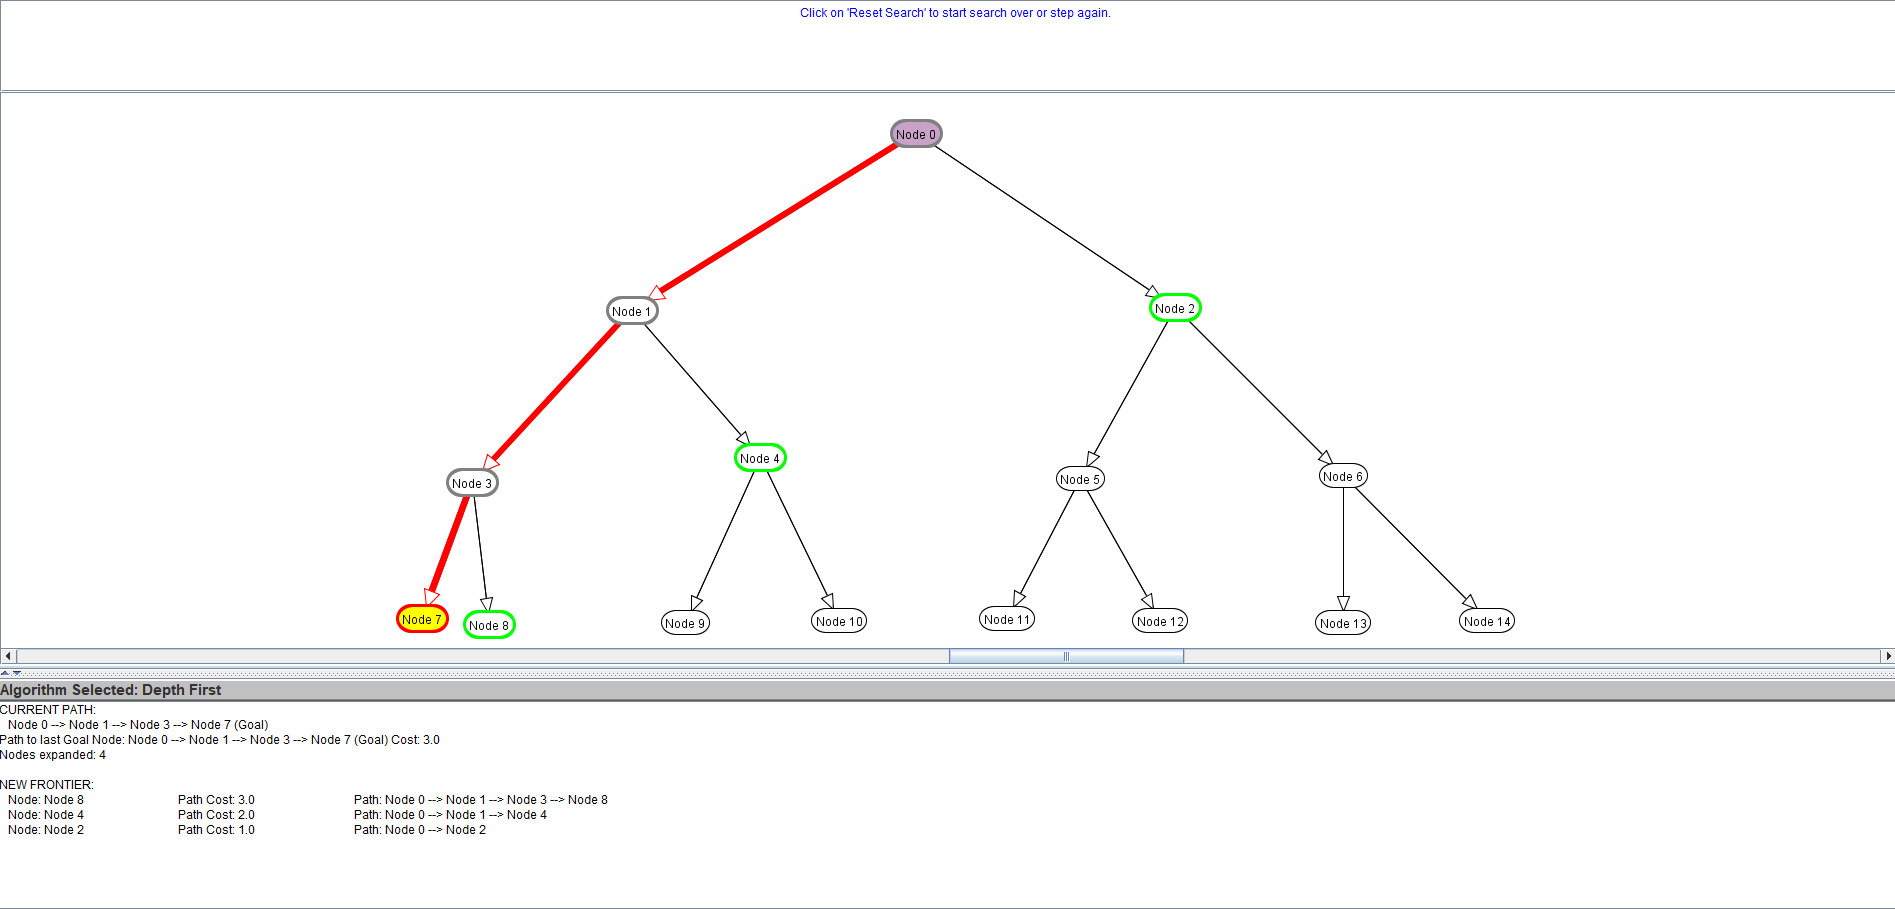 Click on 'Reset Search' to start search over or step again.
Node 0
Node 1
Node 2
Node 3
Node 4
Node 5
Node 6
Node 7
Node 8
Node 9
Node 10
Node 11
Node 12
Node 13
Node 14
Algorithm Selected: Depth First
CURRENT PATH:
Node 0 --> Node 1 --> Node 3 --> Node 7 (Goal)
Path to last Goal Node: Node 0 --> Node 1 --> Node 3 --> Node 7 (Goal) Cost: 3.0
Nodes expanded: 4
NEW FRONTIER:
Node: Node 8 Path Cost: 3.0 Path: Node 0 --> Node 1 --> Node 3 --> Node 8
Node: Node 4 Path Cost: 2.0 Path: Node 0 --> Node 1 --> Node 4
Node: Node 2 Path Cost: 1.0 Path: Node 0 --> Node 2